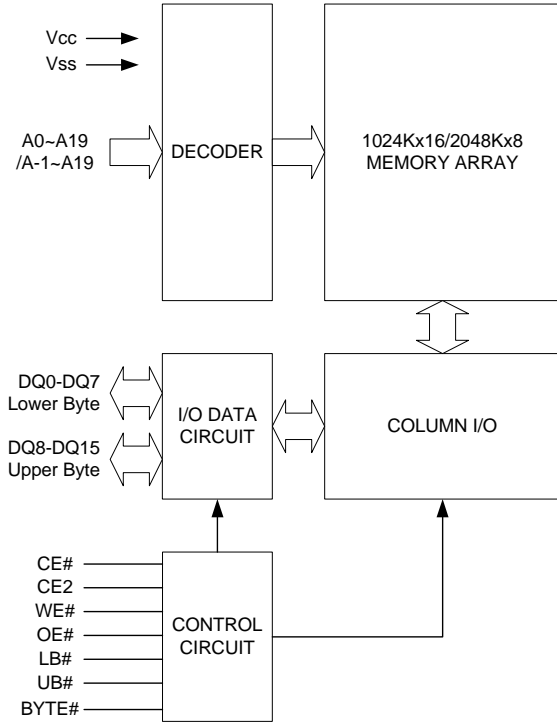 Vcc
Vss
A0~A19
/A-1~A19
DECODER
1024Kx16/2048Kx8
MEMORY ARRAY
DQ0-DQ7
Lower Byte
DQ8-DQ15
Upper Byte
I/O DATA
CIRCUIT
COLUMN I/O
CE#
CE2
WE#
OE#
LB#
UB#
BYTE#
CONTROL
CIRCUIT